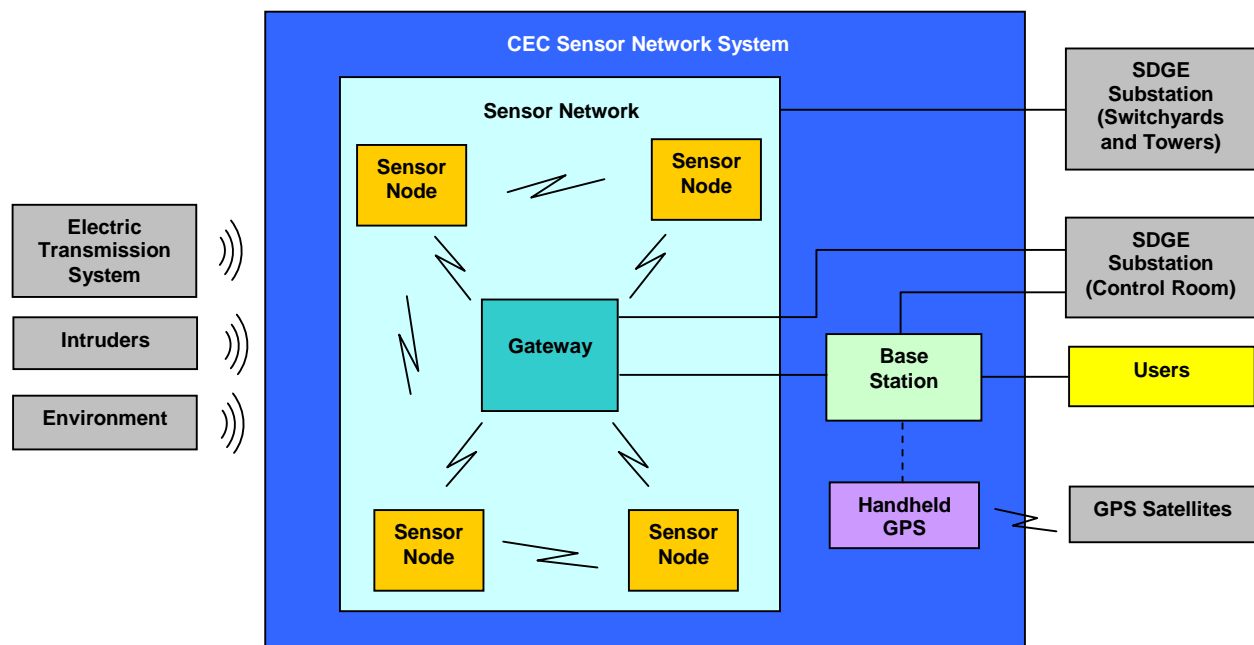 CEC Sensor Network System
Sensor Network
Sensor
Node
Sensor
Node
Gateway
Sensor
Node
Sensor
Node
Electric
Transmission
System
Intruders
Environment
Base
Station
Handheld
GPS
SDGE
Substation
(Switchyards
and Towers)
SDGE
Substation
(Control Room)
Users
GPS Satellites